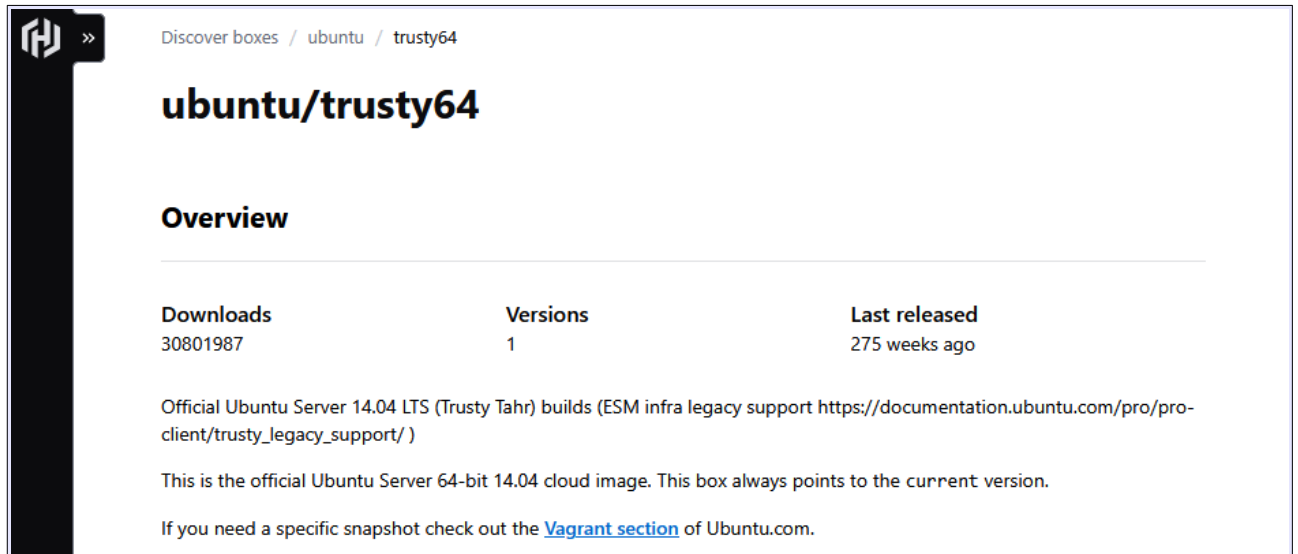 »
Discover boxes / ubuntu / trusty64
ubuntu/trusty64
Overview
Downloads
30801987
Versions
1
Last released
275 weeks ago
Official Ubuntu Server 14.04 LTS (Trusty Tahr) builds (ESM infra legacy support https://documentation.ubuntu.com/pro/pro-
client/trusty_legacy_support/ )
This is the official Ubuntu Server 64-bit 14.04 cloud image. This box always points to the current version.
If you need a specific snapshot check out the Vagrant section of Ubuntu.com.